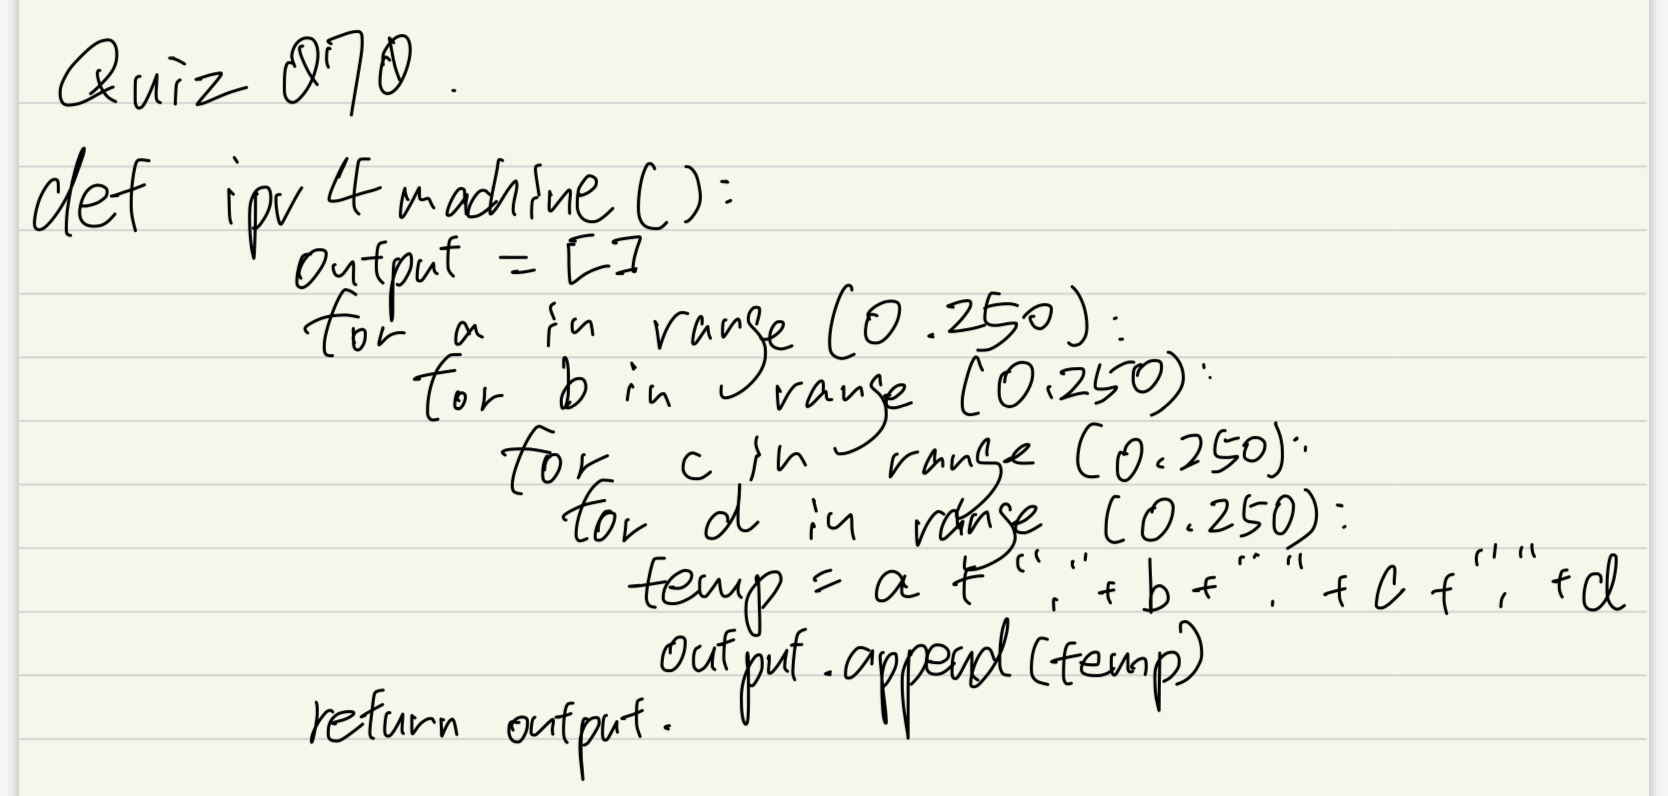 Quiz 070.
def ipv4machine():
output = []
for a in range (0.250):
for b in range (0.250):
for c in range (0.250):
for d in range (0.250):
temp = a + "." + b + "." + c + "." + d
output.append(temp)
return output.